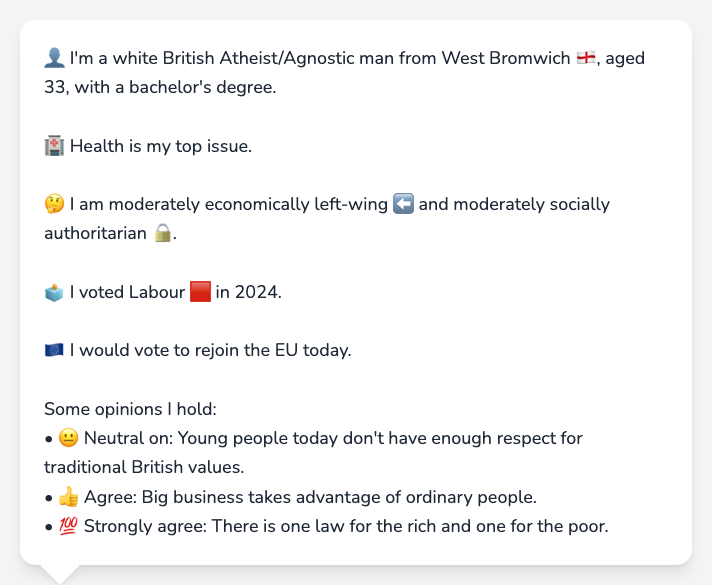 👤 I'm a white British Atheist/Agnostic man from West Bromwich 🏴󠁧󠁢󠁥󠁮󠁧󠁿, aged
33, with a bachelor's degree.
🏥 Health is my top issue.
🤔 I am moderately economically left-wing ⬅️ and moderately socially
authoritarian 🔒.
🗳️ I voted Labour 🟥 in 2024.
🇪🇺 I would vote to rejoin the EU today.
Some opinions I hold:
• 😐 Neutral on: Young people today don't have enough respect for
traditional British values.
• 👍 Agree: Big business takes advantage of ordinary people.
• 💯 Strongly agree: There is one law for the rich and one for the poor.